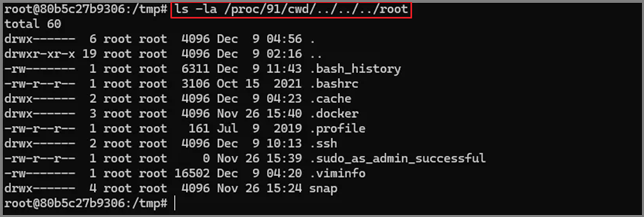 root@80b5c27b9306:/tmp# ls -la /proc/91/cwd/../../../root
total 60
drwx------  6 root root  4096 Dec  9 04:56 .
drwxr-xr-x 19 root root  4096 Dec  9 02:16 ..
-rw-------  1 root root  6311 Dec  9 11:43 .bash_history
-rw-r--r--  1 root root  3106 Oct 15  2021 .bashrc
drwx------  2 root root  4096 Dec  9 04:23 .cache
drwx------  3 root root  4096 Nov 26 15:40 .docker
-rw-r--r--  1 root root   161 Jul  9  2019 .profile
drwx------  2 root root  4096 Dec  9 10:13 .ssh
-rw-r--r--  1 root root     0 Nov 26 15:39 .sudo_as_admin_successful
-rw-------  1 root root 16502 Dec  9 04:20 .viminfo
drwx------  4 root root  4096 Nov 26 15:24 snap
root@80b5c27b9306:/tmp#